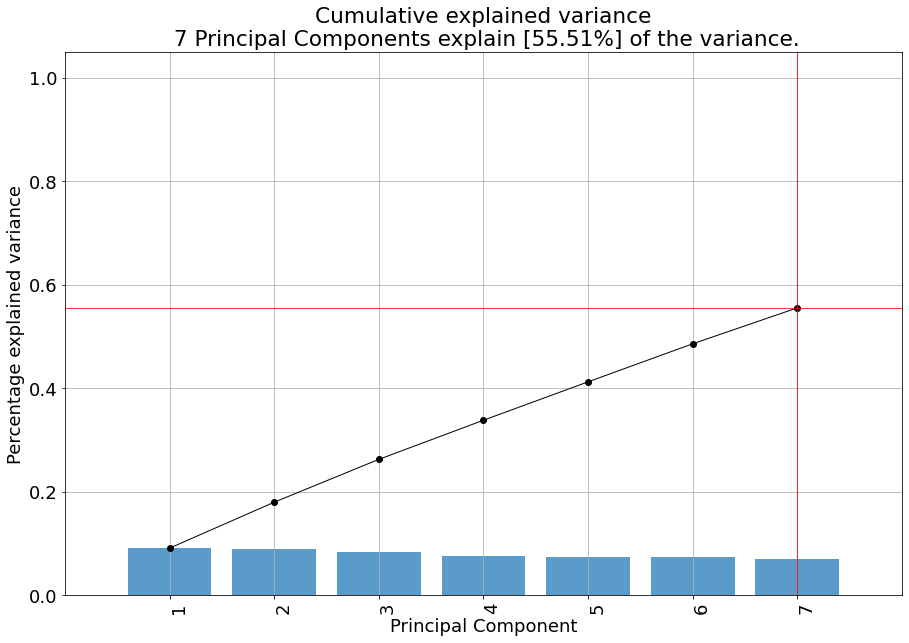 Cumulative explained variance
7 Principal Components explain [55.51%] of the variance.
Percentage explained variance
1.0
0.8
0.6
0.4
0.2
0.0
1 2 3 4 5 6 7
Principal Component